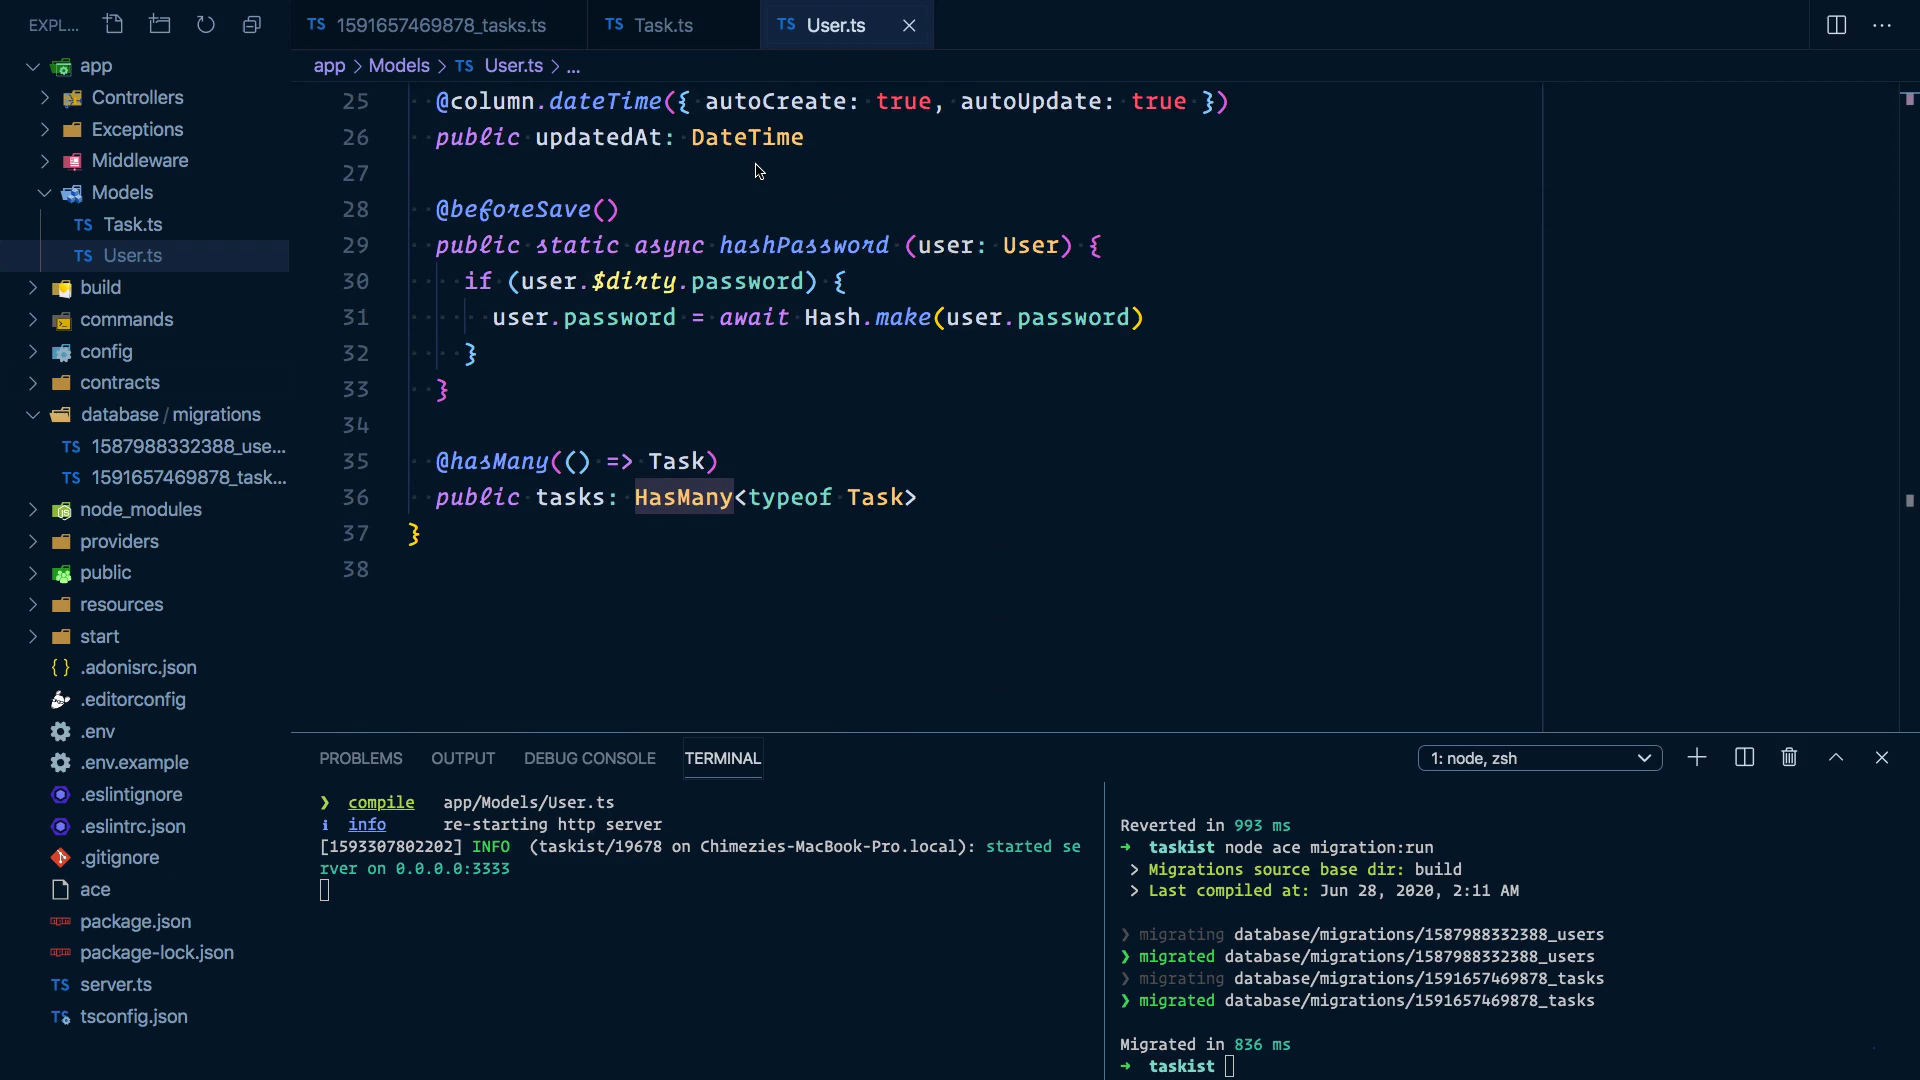 EXPL...
app
Controllers
Exceptions
Middleware
Models
TS Task.ts
TS User.ts
build
commands
config
contracts
database / migrations
TS 1587988332388_use...
TS 1591657469878_task...
node_modules
providers
public
resources
start
{ } .adonisrc.json
.editorconfig
.env
.env.example
.eslintignore
.eslintrc.json
.gitignore
ace
package.json
package-lock.json
TS server.ts
TS tsconfig.json
TS 1591657469878_tasks.ts
TS Task.ts
TS User.ts
app > Models > TS User.ts > ...
25 @column.dateTime({ autoCreate: true, autoUpdate: true })
26 public updatedAt: DateTime
27
28 @beforeSave()
29 public static async hashPassword (user: User) {
30 if (user.$dirty.password) {
31 user.password = await Hash.make(user.password)
32 }
33 }
34
35 @hasMany(() => Task)
36 public tasks: HasMany<typeof Task>
37 }
38
PROBLEMS OUTPUT DEBUG CONSOLE TERMINAL
1: node, zsh
❯ compile app/Models/User.ts
i info re-starting http server
[1593307802202] INFO (taskist/19678 on Chimezies-MacBook-Pro.local): started se
rver on 0.0.0.0:3333
Reverted in 993 ms
→ taskist node ace migration:run
> Migrations source base dir: build
> Last compiled at: Jun 28, 2020, 2:11 AM
❯ migrating database/migrations/1587988332388_users
❯ migrated database/migrations/1587988332388_users
❯ migrating database/migrations/1591657469878_tasks
❯ migrated database/migrations/1591657469878_tasks
Migrated in 836 ms
→ taskist